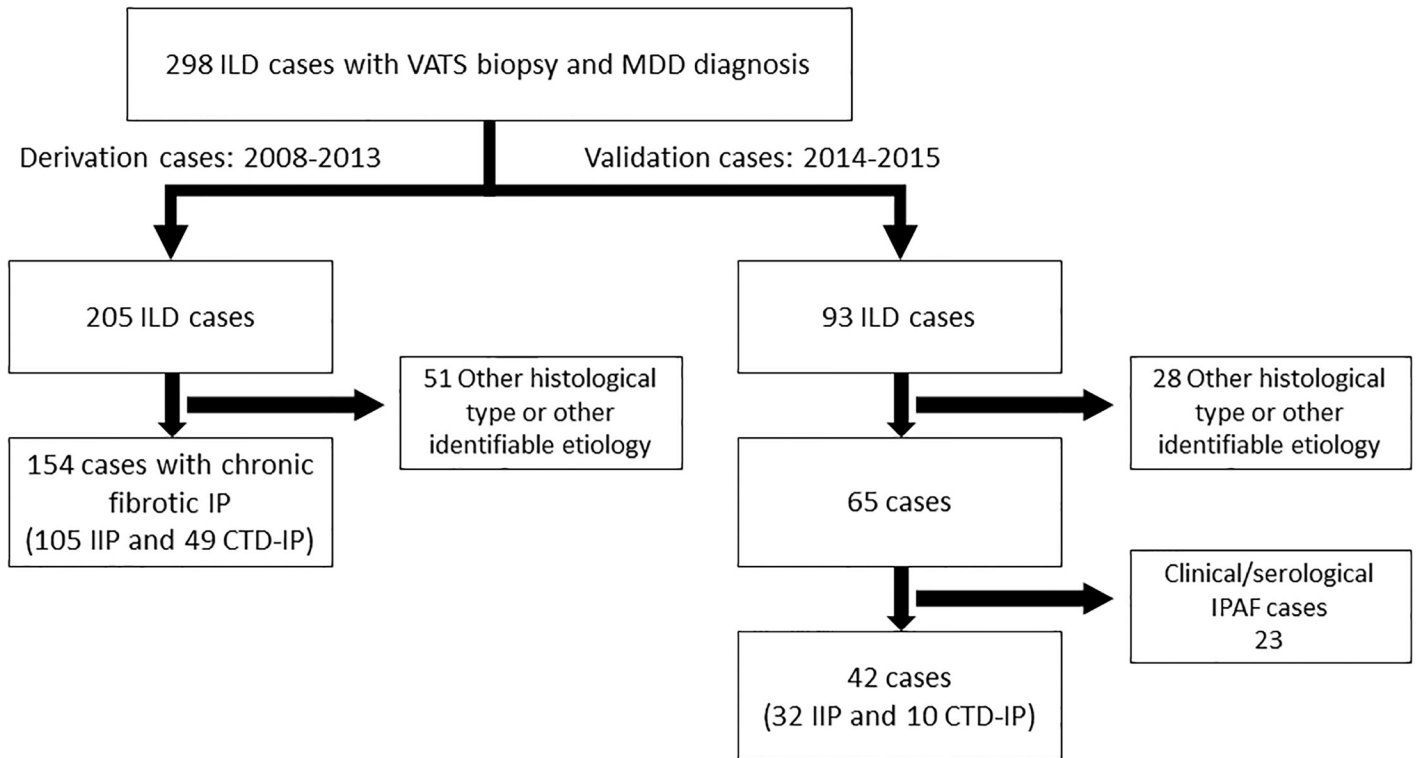 298 ILD cases with VATS biopsy and MDD diagnosis
Derivation cases: 2008-2013
Validation cases: 2014-2015
205 ILD cases
93 ILD cases
51 Other histological
type or other
identifiable etiology
28 Other histological
type or other
identifiable etiology
154 cases with chronic
fibrotic IP
(105 IIP and 49 CTD-IP)
65 cases
Clinical/serological
IPAF cases
23
42 cases
(32 IIP and 10 CTD-IP)